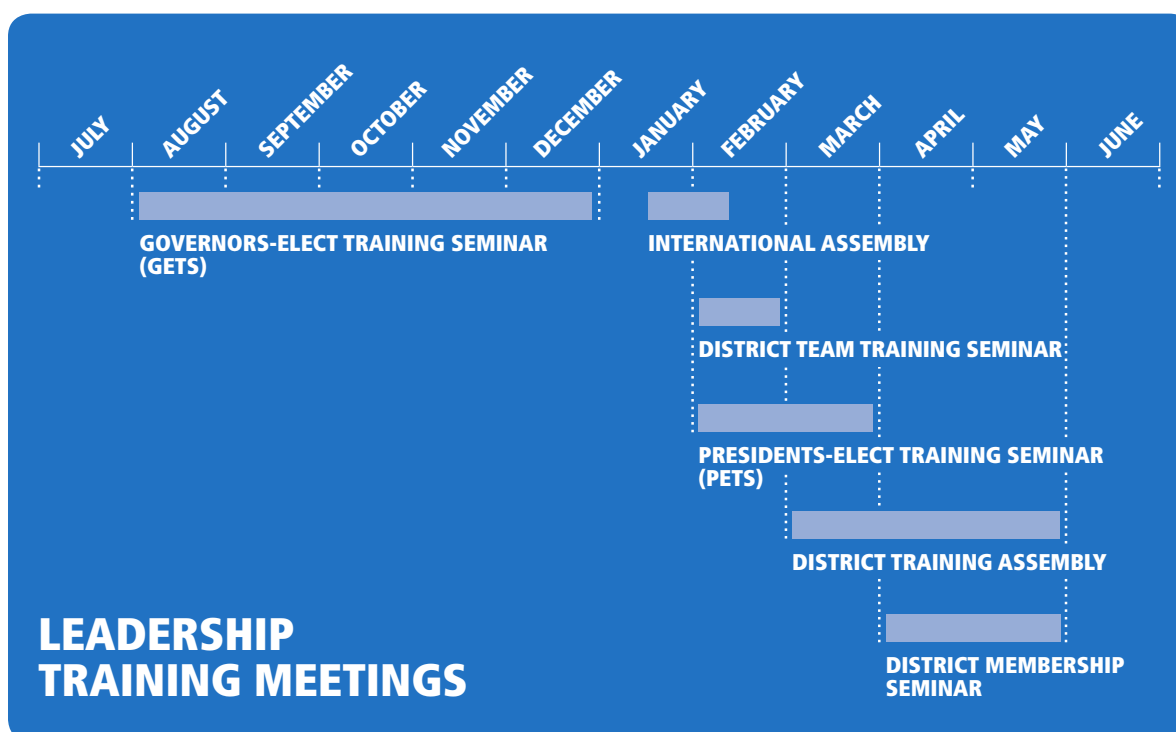 JULY
AUGUST
SEPTEMBER
OCTOBER
NOVEMBER
DECEMBER
JANUARY
FEBRUARY
MARCH
APRIL
MAY
JUNE
GOVERNORS-ELECT TRAINING SEMINAR
(GETS)
INTERNATIONAL ASSEMBLY
DISTRICT TEAM TRAINING SEMINAR
PRESIDENTS-ELECT TRAINING SEMINAR
(PETS)
DISTRICT TRAINING ASSEMBLY
DISTRICT MEMBERSHIP
SEMINAR
LEADERSHIP
TRAINING MEETINGS